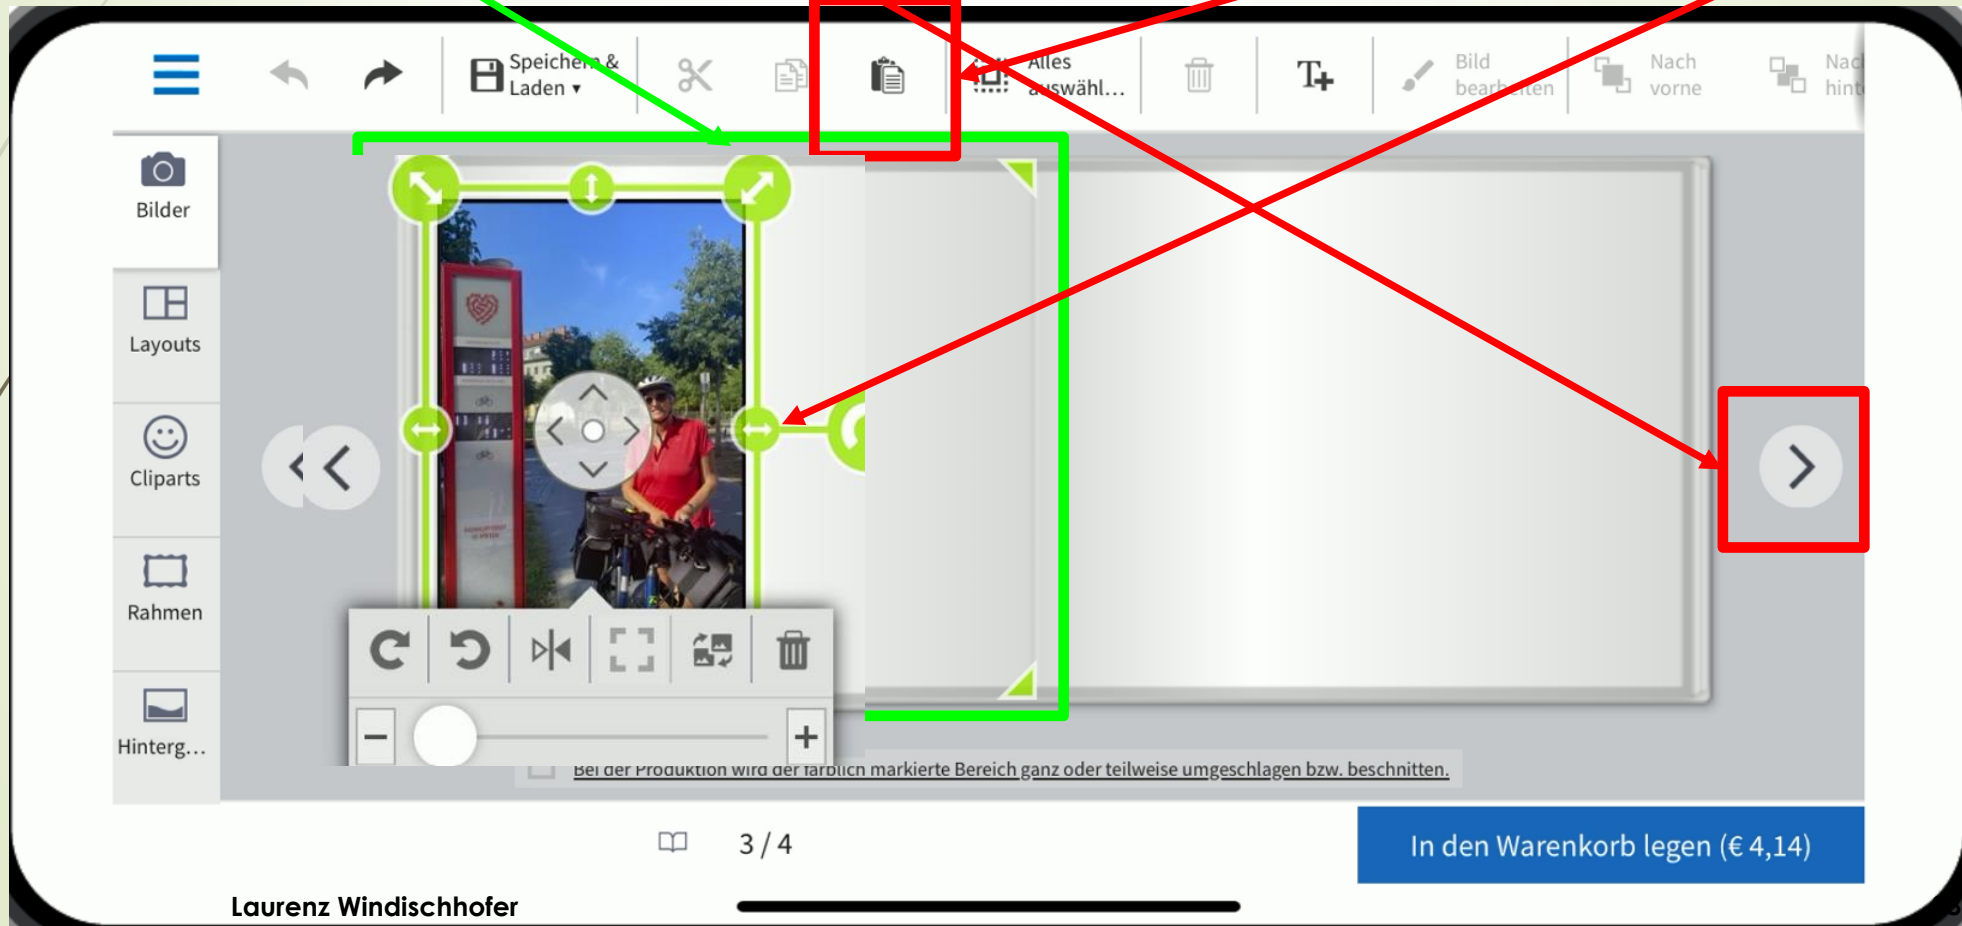 Speichern &
Laden ▾
Alles
auswähl...
T+
Bild
bearbeiten
Nach
vorne
Nac
hint
Bilder
Layouts
Cliparts
Rahmen
Hinterg...
Bei der Produktion wird der farblich markierte Bereich ganz oder teilweise umgeschlagen bzw. beschnitten.
3 / 4
In den Warenkorb legen (€ 4,14)
Laurenz Windischhofer